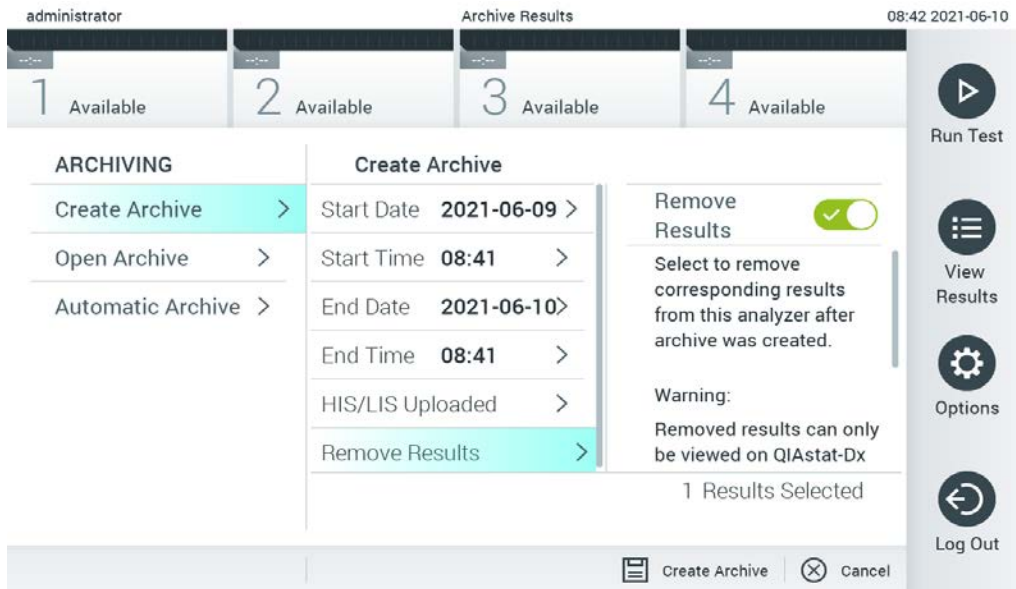 administrator Archive Results 08:42 2021-06-10
--:-- --:-- --:-- --:--
1 Available 2 Available 3 Available 4 Available
Run Test
ARCHIVING
Create Archive
Open Archive
Automatic Archive
Create Archive
Start Date 2021-06-09
Start Time 08:41
End Date 2021-06-10
End Time 08:41
HIS/LIS Uploaded
Remove Results
Remove
Results
Select to remove
corresponding results
from this analyzer after
archive was created.
Warning:
Removed results can only
be viewed on QIAstat-Dx
1 Results Selected
View
Results
Options
Log Out
Create Archive Cancel